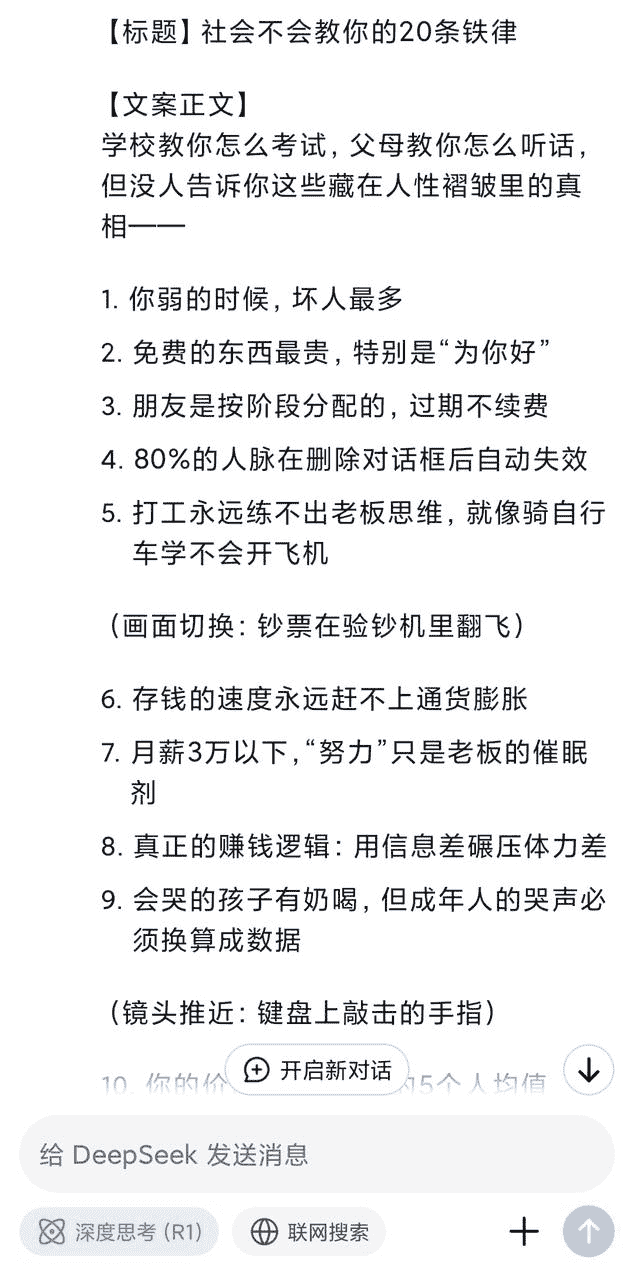 【标题】社会不会教你的20条铁律
【文案正文】
学校教你怎么考试，父母教你怎么听话，
但没人告诉你这些藏在人性褶皱里的真
相——
1. 你弱的时候，坏人最多
2. 免费的东西最贵，特别是“为你好”
3. 朋友是按阶段分配的，过期不续费
4. 80%的人脉在删除对话框后自动失效
5. 打工永远练不出老板思维，就像骑自行
车学不会开飞机
（画面切换：钞票在验钞机里翻飞）
6. 存钱的速度永远赶不上通货膨胀
7. 月薪3万以下，“努力”只是老板的催眠
剂
8. 真正的赚钱逻辑：用信息差碾压体力差
9. 会哭的孩子有奶喝，但成年人的哭声必
须换算成数据
（镜头推近：键盘上敲击的手指）
10. 你的价 的5个人均值
开启新对话
给 DeepSeek 发送消息
深度思考 (R1) 联网搜索